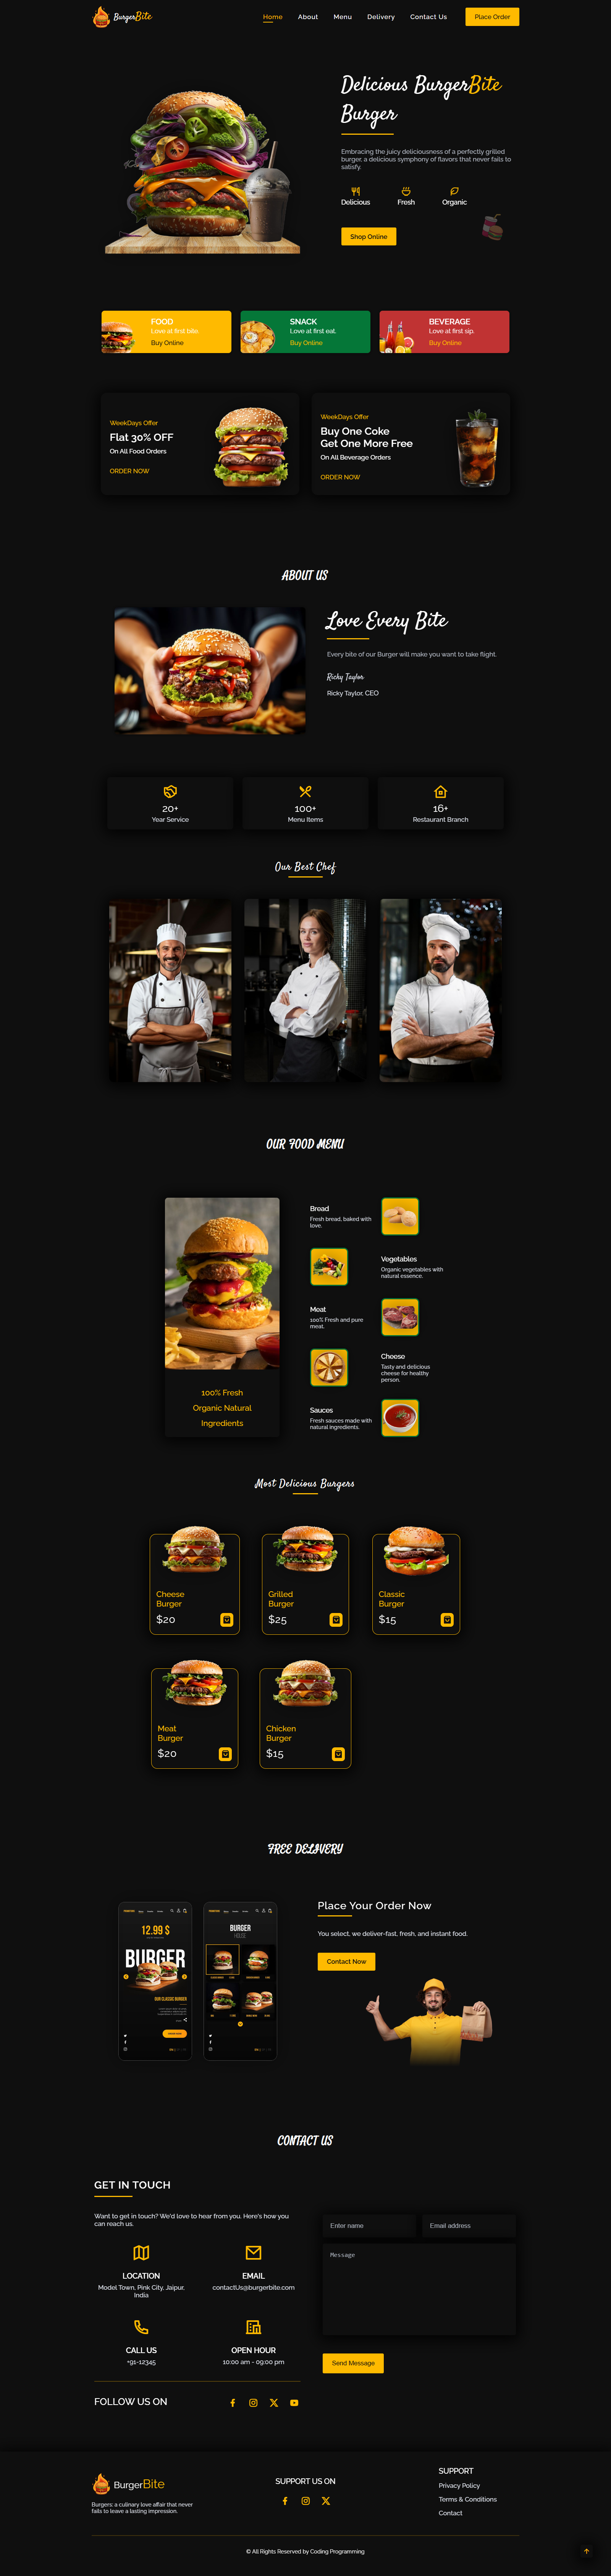 BurgerBite
Home About Menu Delivery Contact Us Place Order
Delicious BurgerBite
Burger
Embracing the juicy deliciousness of a perfectly grilled
burger, a delicious symphony of flavors that never fails to
satisfy.
Delicious Fresh Organic
Shop Online
FOOD
Love at first bite.
Buy Online
SNACK
Love at first eat.
Buy Online
BEVERAGE
Love at first sip.
Buy Online
WeekDays Offer
Flat 30% OFF
On All Food Orders
ORDER NOW
WeekDays Offer
Buy One Coke
Get One More Free
On All Beverage Orders
ORDER NOW
ABOUT US
Love Every Bite
Every bite of our Burger will make you want to take flight.
Ricky Taylor
Ricky Taylor, CEO
20+
Year Service
100+
Menu Items
16+
Restaurant Branch
Our Best Chef
OUR FOOD MENU
100% Fresh
Organic Natural
Ingredients
Bread
Fresh bread, baked with
love.
Vegetables
Organic vegetables with
natural essence.
Meat
100% Fresh and pure
meat.
Cheese
Tasty and delicious
cheese for healthy
person.
Sauces
Fresh sauces made with
natural ingredients.
Most Delicious Burgers
Cheese
Burger
$20
Grilled
Burger
$25
Classic
Burger
$15
Meat
Burger
$20
Chicken
Burger
$15
FREE DELIVERY
12.99 $
BURGER
OUR CLASSIC BURGER
BURGER
HOUSE
Place Your Order Now
You select, we deliver-fast, fresh, and instant food.
Contact Now
CONTACT US
GET IN TOUCH
Want to get in touch? We'd love to hear from you. Here's how you
can reach us.
LOCATION
Model Town, Pink City, Jaipur,
India
EMAIL
contactUs@burgerbite.com
CALL US
+91-12345
OPEN HOUR
10:00 am - 09:00 pm
FOLLOW US ON
Enter name
Email address
Message
Send Message
BurgerBite
Burgers: a culinary love affair that never
fails to leave a lasting impression.
SUPPORT US ON
SUPPORT
Privacy Policy
Terms & Conditions
Contact
© All Rights Reserved by Coding Programming